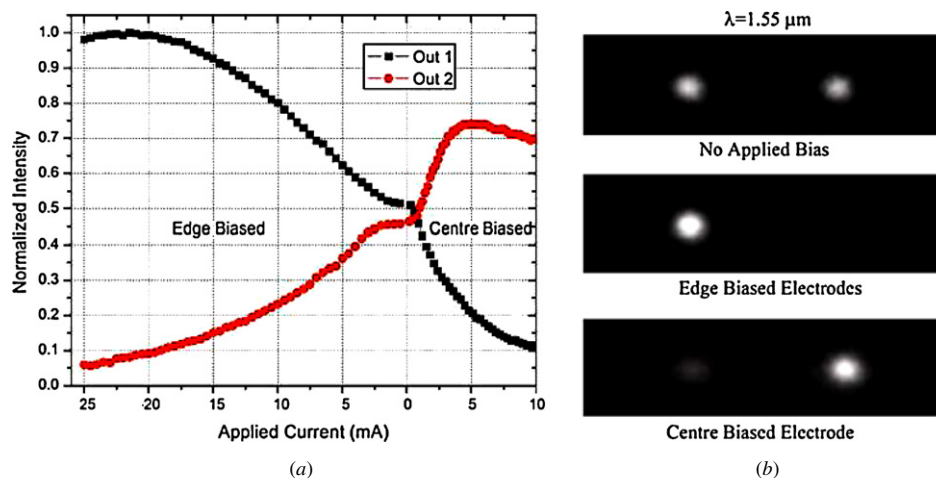 1.0
0.9
0.8
0.7
0.6
0.5
0.4
0.3
0.2
0.1
0.0
Normalized Intensity
Out 1
Out 2
Edge Biased
Centre Biased
25 20 15 10 5 0 5 10
Applied Current (mA)
(a)
λ=1.55 µm
No Applied Bias
Edge Biased Electrodes
Centre Biased Electrode
(b)